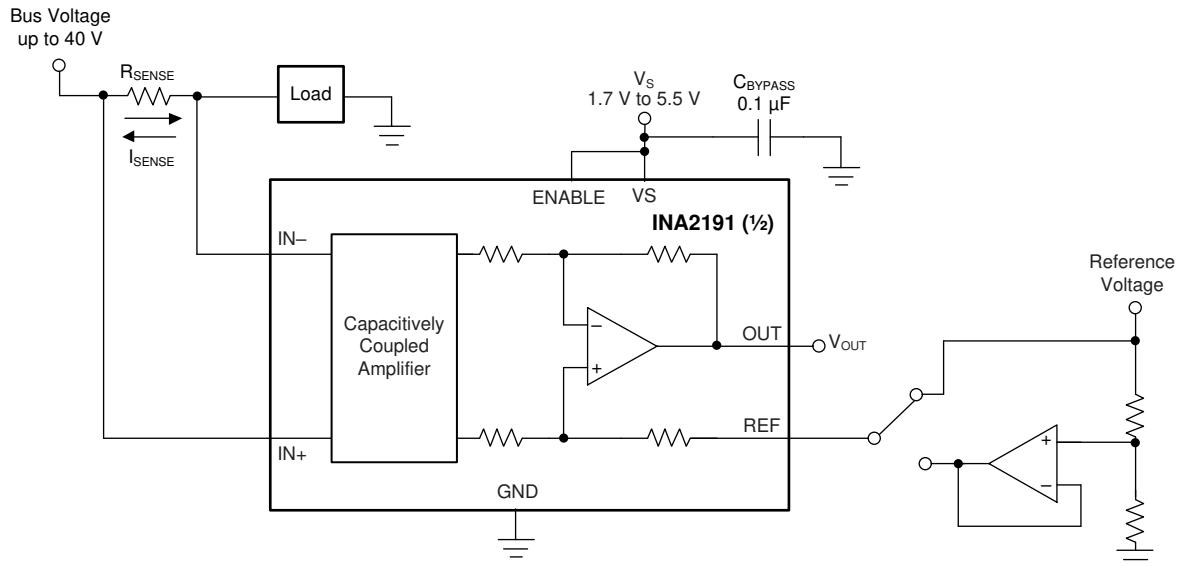 Bus Voltage
up to 40 V
RSENSE
ISENSE
Load
VS
1.7 V to 5.5 V
CBYPASS
0.1 µF
ENABLE
VS
INA2191 (½)
IN–
Capacitively
Coupled
Amplifier
–
+
OUT
VOUT
REF
IN+
GND
Reference
Voltage
+
–